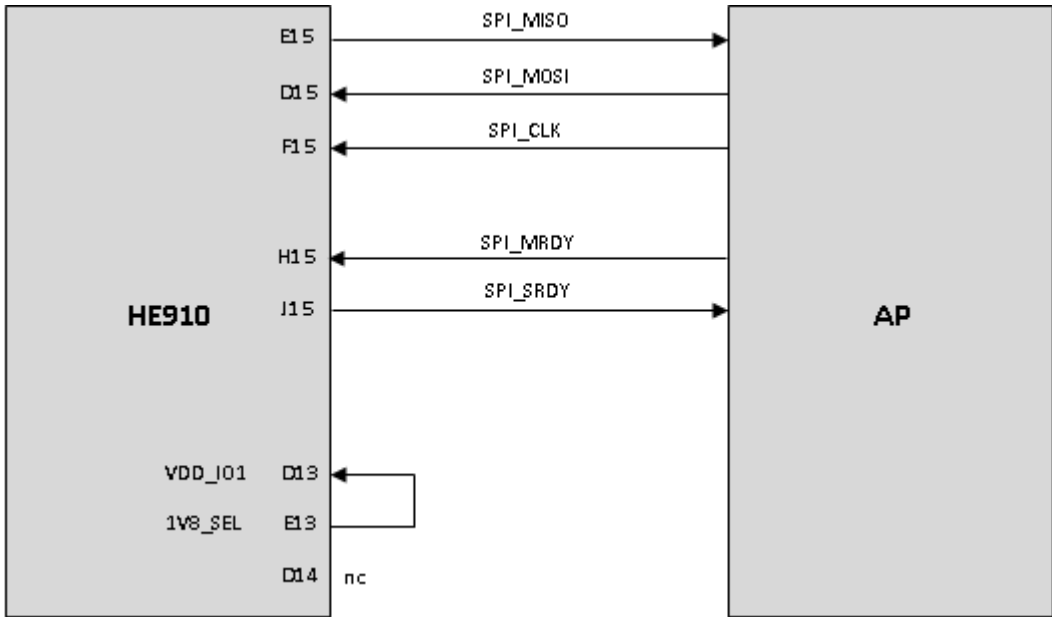 E15 SPI_MISO
D15 SPI_MOSI
F15 SPI_CLK
H15 SPI_MRDY
J15 SPI_SRDY
HE910 AP
VDD_IO1 D13
1V8_SEL E13
D14 nc